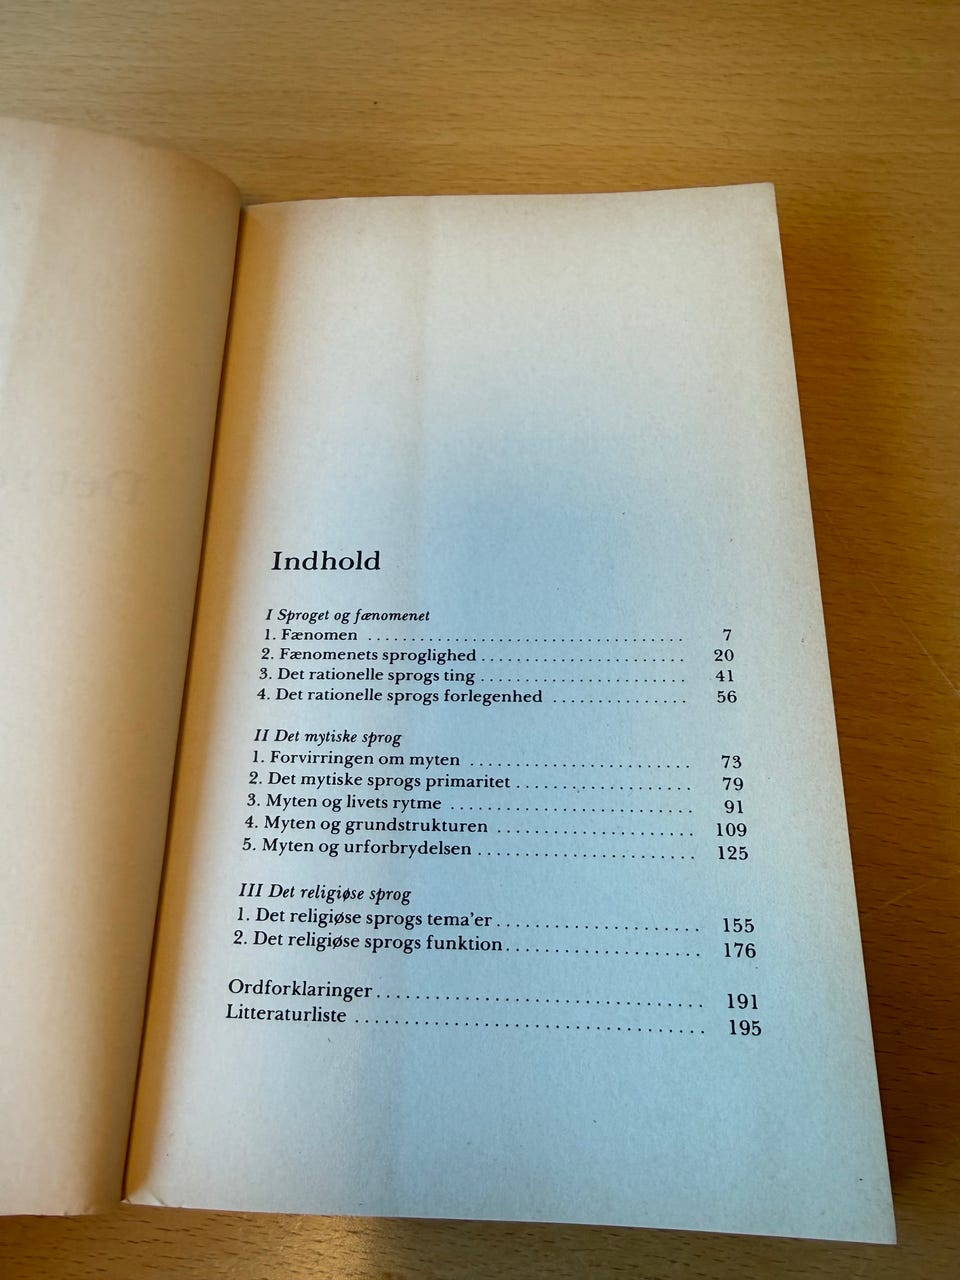 Indhold
I Sproget og fænomenet
1. Fænomen ................................ 7
2. Fænomenets sproglighed ..................... 20
3. Det rationelle sprogs ting ..................... 41
4. Det rationelle sprogs forlegenhed .............. 56
II Det mytiske sprog
1. Forvirringen om myten ....................... 73
2. Det mytiske sprogs primaritet .................. 79
3. Myten og livets rytme ........................ 91
4. Myten og grundstrukturen .................... 109
5. Myten og urforbrydelsen ...................... 125
III Det religiøse sprog
1. Det religiøse sprogs tema'er .................... 155
2. Det religiøse sprogs funktion .................... 176
Ordforklaringer ................................. 191
Litteraturliste .................................. 195